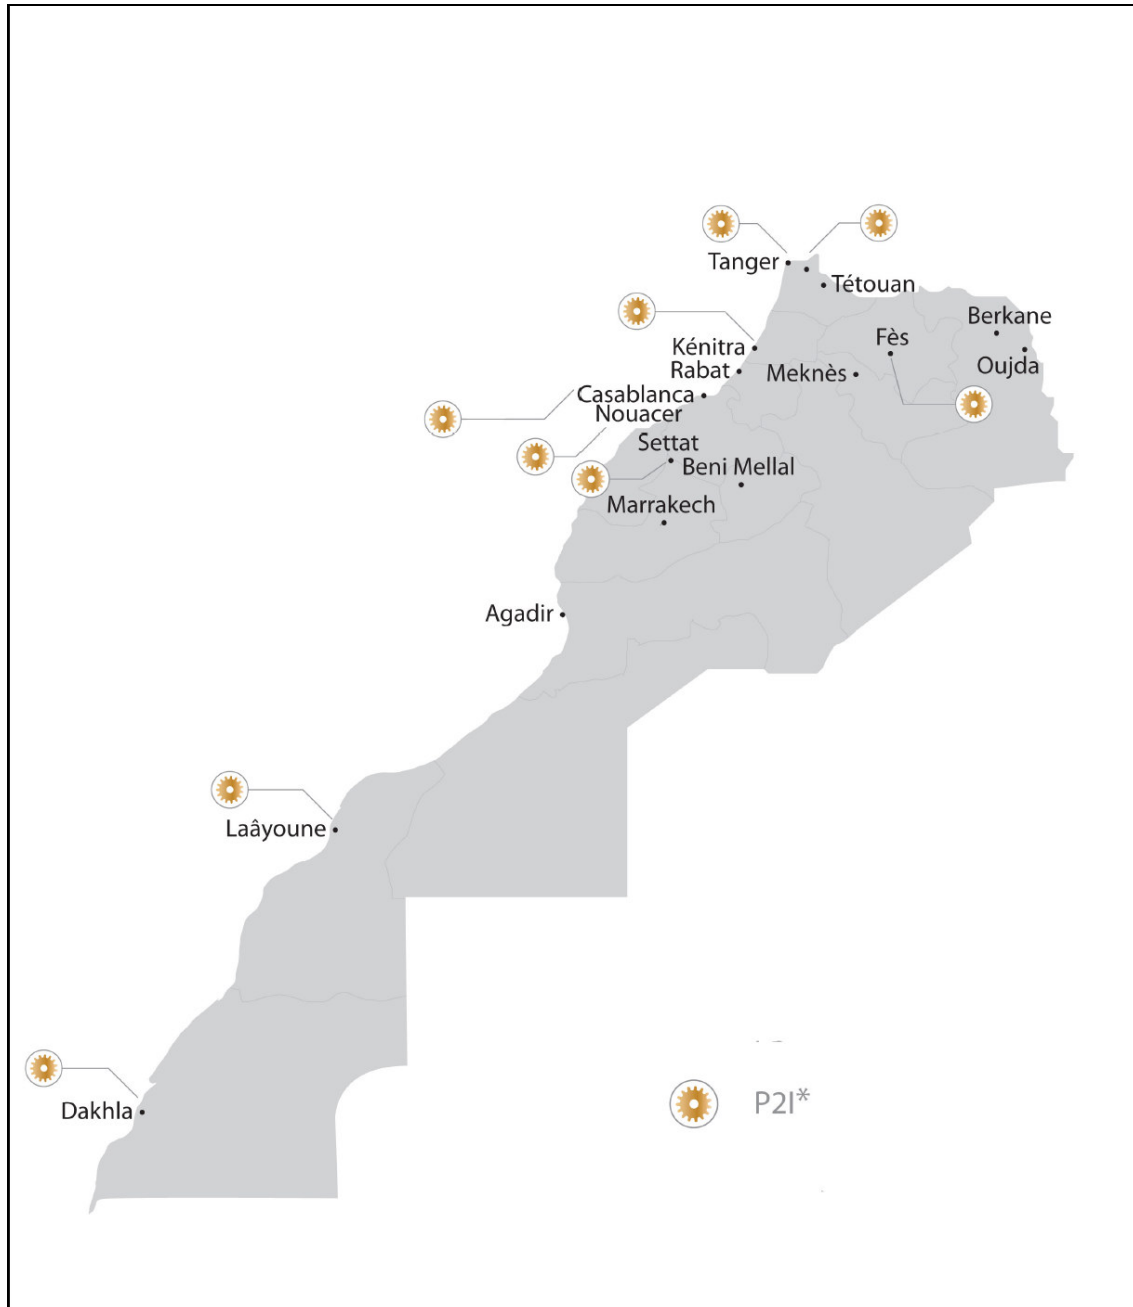 Tanger
Tétouan
Berkane
Fès
Kénitra
Oujda
Rabat
Meknès
Casablanca
Nouacer
Settat
Beni Mellal
Marrakech
Agadir
Laâyoune
Dakhla
P2I*